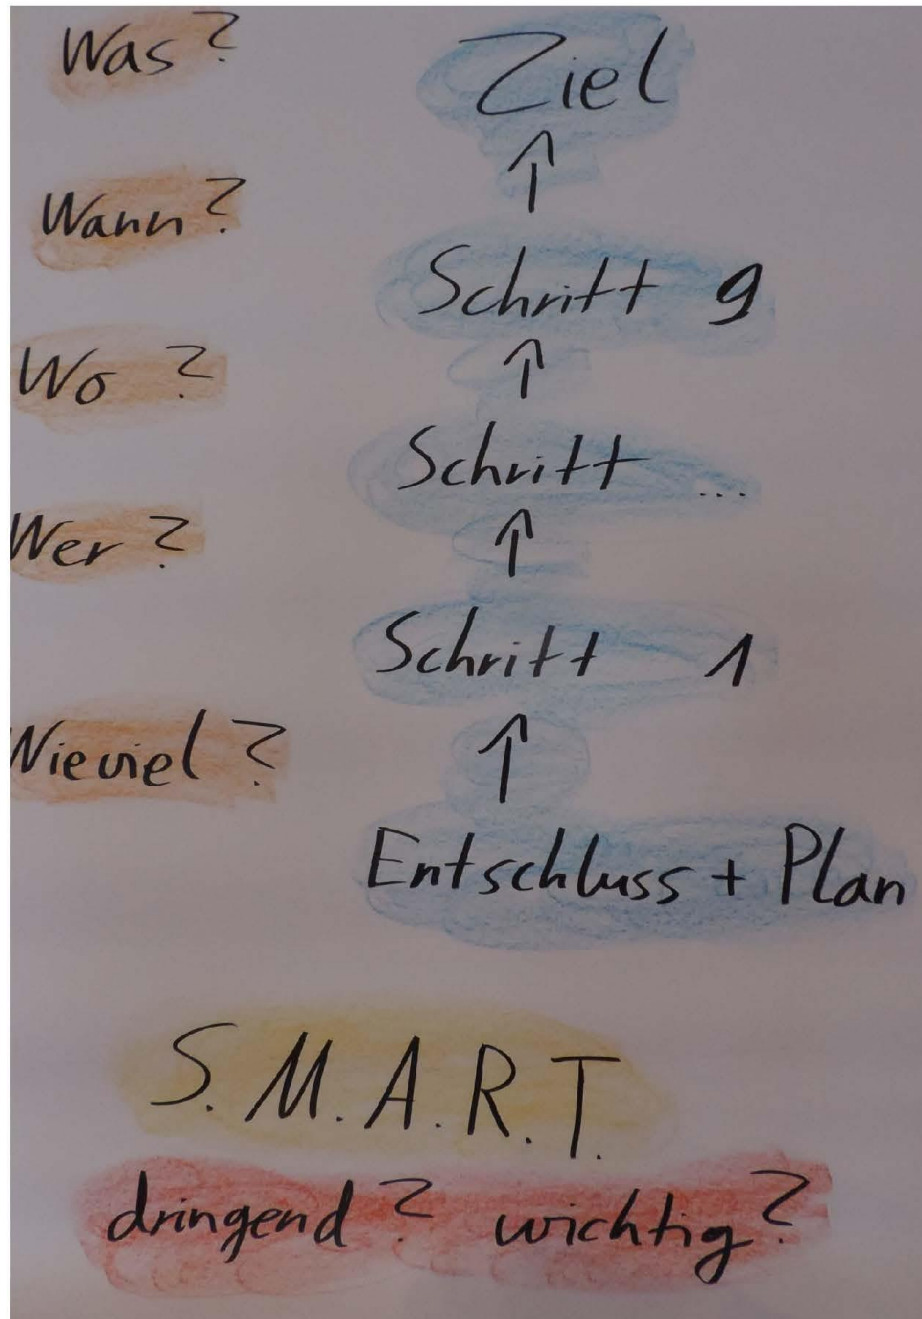 Was?
Wann?
Wo?
Wer?
Wieviel?
Ziel
↑
Schritt 9
↑
Schritt ...
↑
Schritt 1
↑
Entschluss + Plan
S.M.A.R.T.
dringend? wichtig?